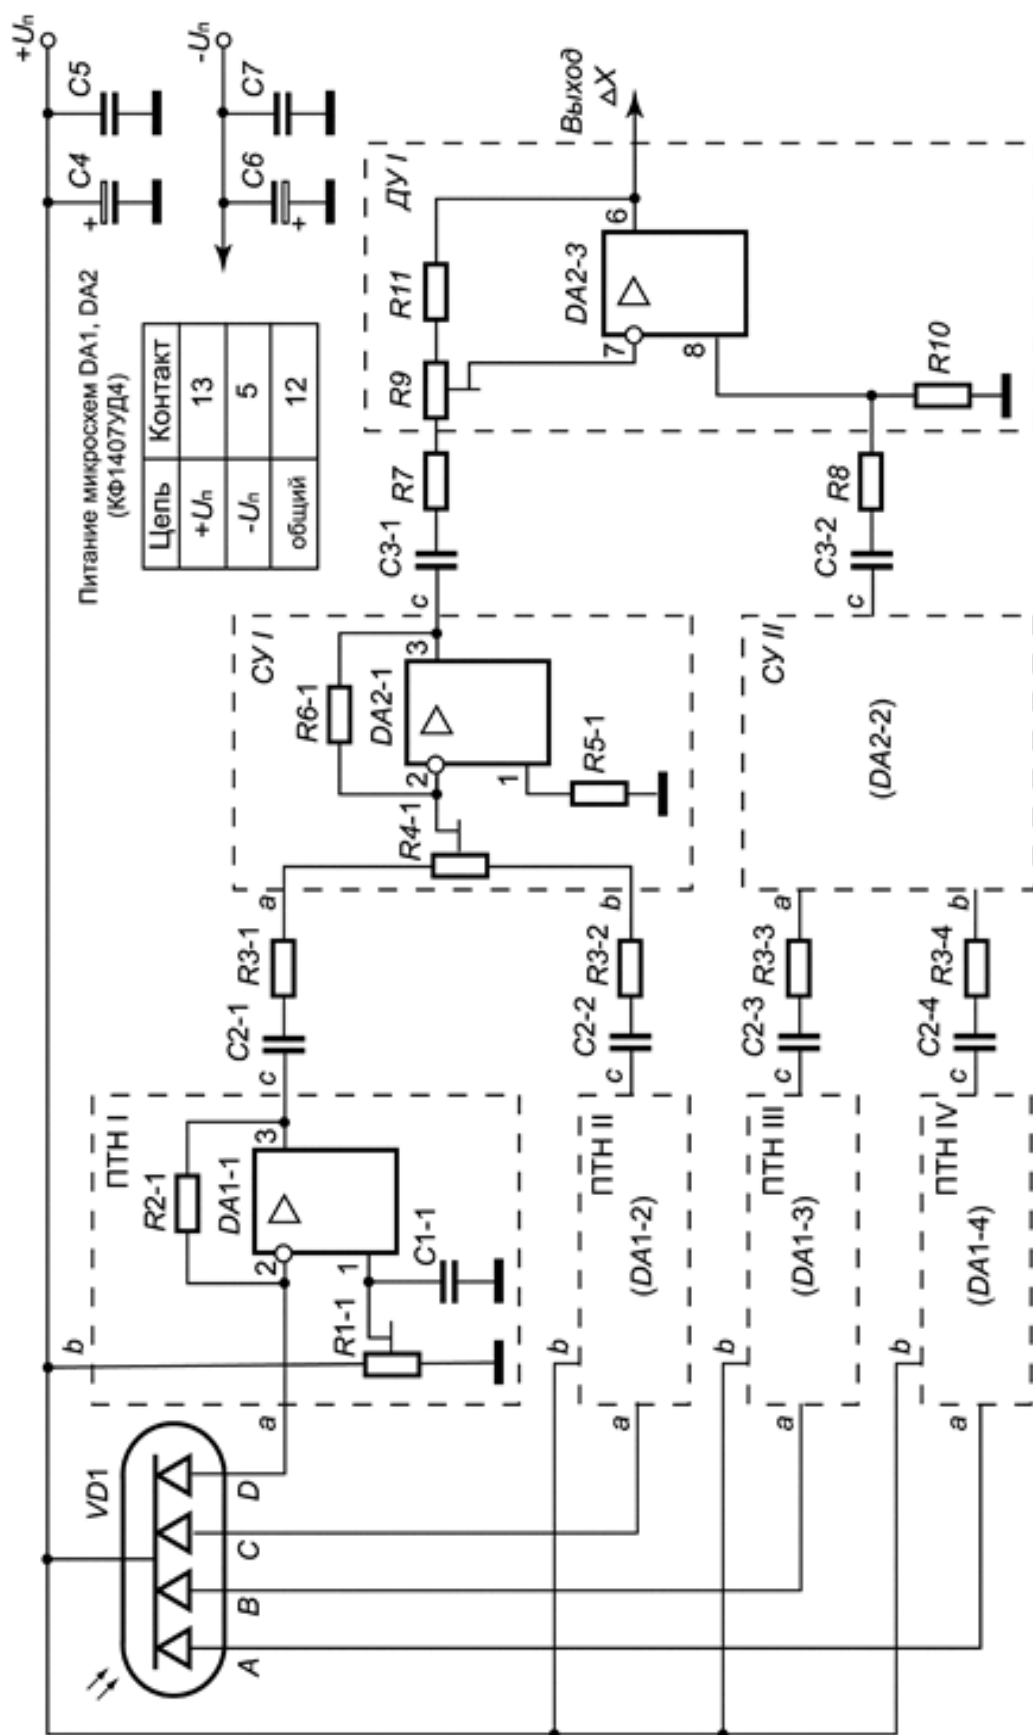 +Uп
C4
C5
+
-Uп
C6
C7
+
Питание микросхем DA1, DA2
(КФ1407УД4)
Цепь Контакт
+Uп 13
-Uп 5
общий 12
VD1
A
B
C
D
ПТН I
a
b
c
R2-1
DA1-1
2
3
1
R1-1
C1-1
C2-1
R3-1
СУ I
a
b
c
R6-1
DA2-1
2
3
1
R4-1
R5-1
C3-1
R7
ДУ I
R9
R11
DA2-3
7
6
8
R10
Выход
ΔX
ПТН II
(DA1-2)
a
b
c
C2-2
R3-2
ПТН III
(DA1-3)
a
b
c
C2-3
R3-3
ПТН IV
(DA1-4)
a
b
c
C2-4
R3-4
СУ II
(DA2-2)
a
b
c
C3-2
R8